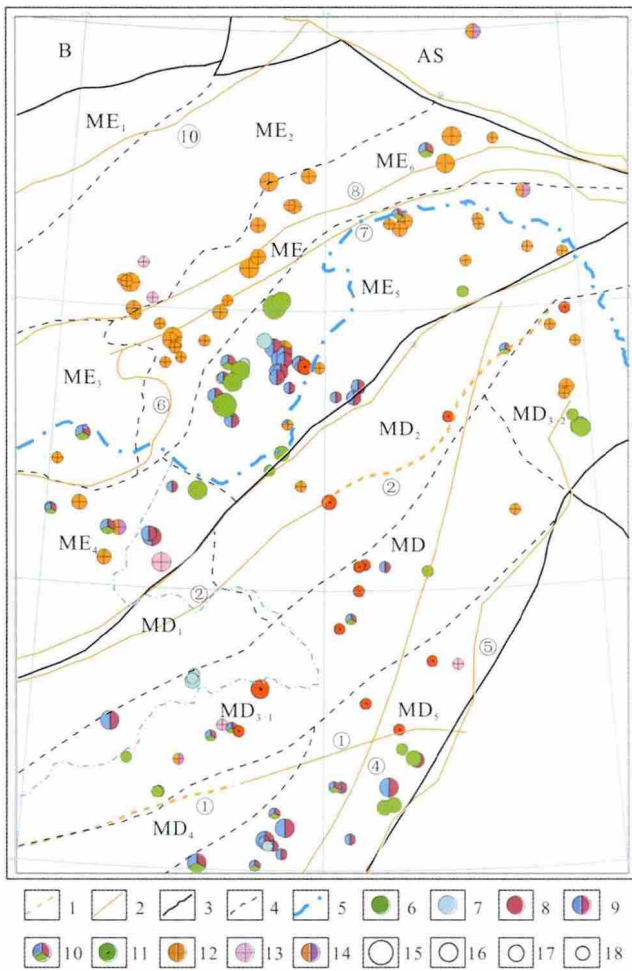 B
AS
ME₁
ME₂
⑩
ME₆
⑧
⑦
ME
ME₅
ME₃
⑥
MD₂
MD₃₋₂
②
ME₄
MD
②
MD₁
⑤
MD₃₋₁
MD₅
①
④
①
MD₄
1 2 3 4 5 6 7 8 9
10 11 12 13 14 15 16 17 18